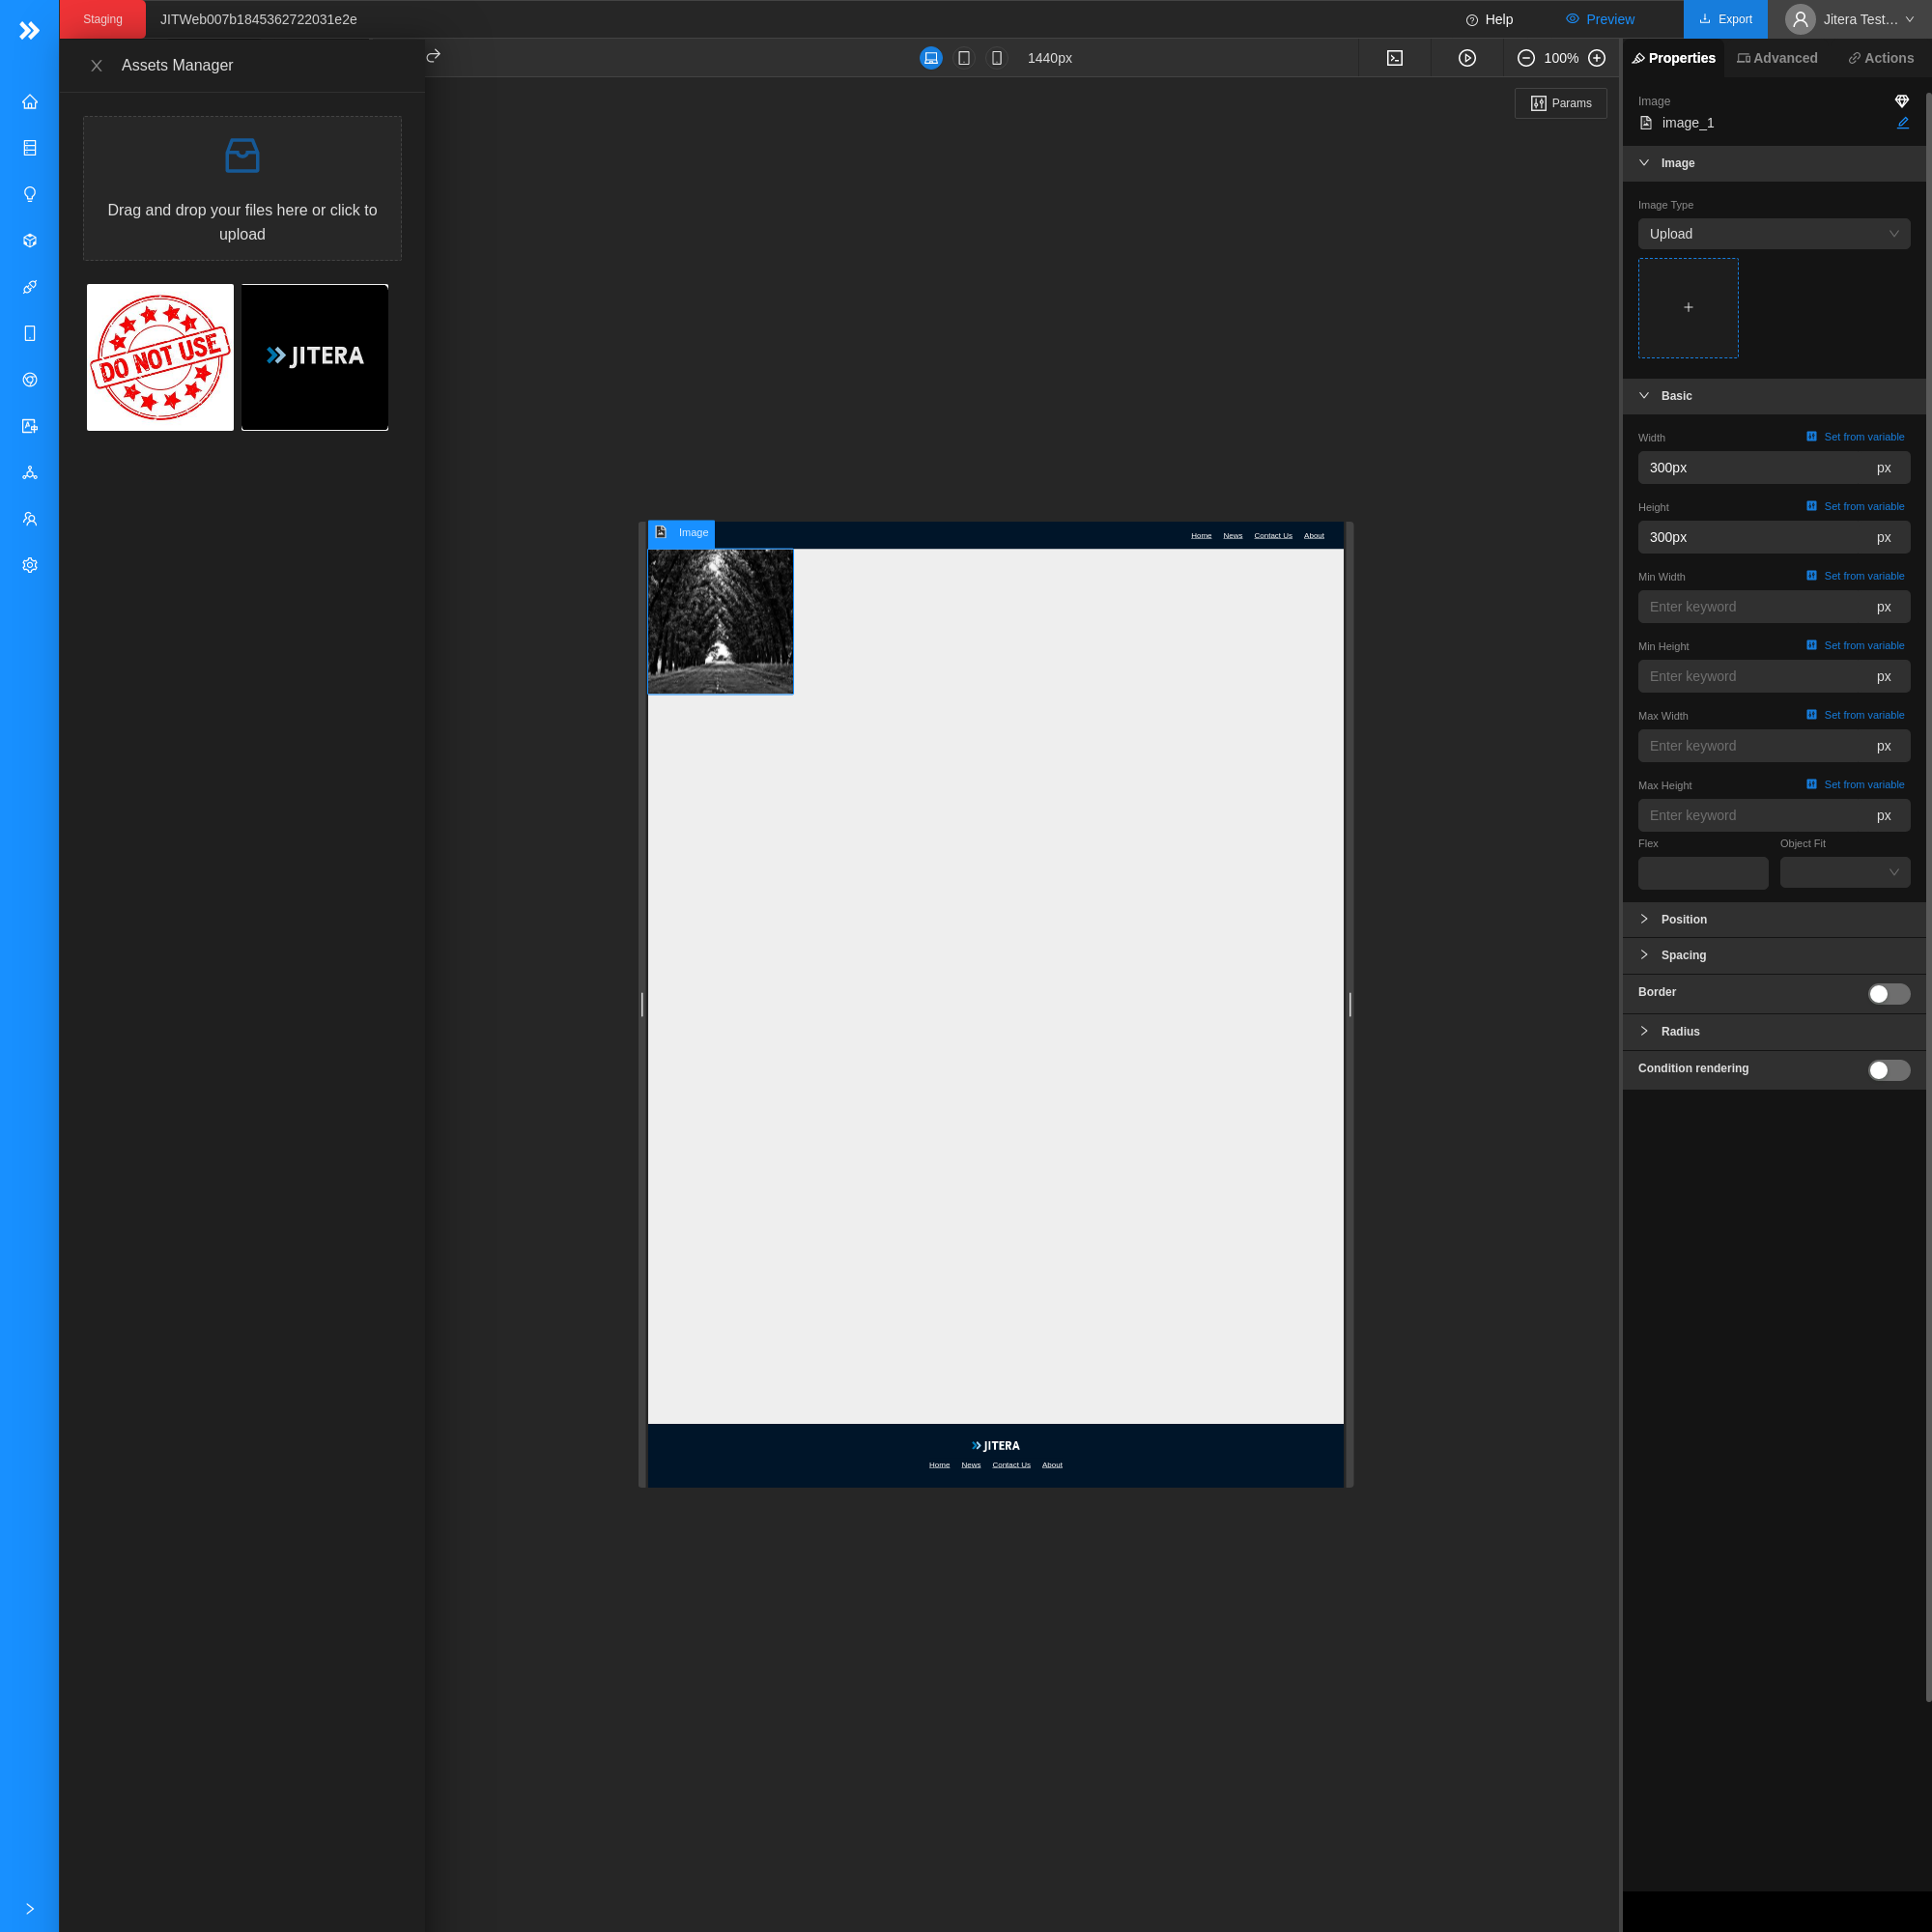 Staging
JITWeb007b1845362722031e2e
Help
Preview
Export
Jitera Test...
Assets Manager
1440px
100%
Properties
Advanced
Actions
Params
Drag and drop your files here or click to
upload
DO NOT USE
JITERA
Image
image_1
Image
Image Type
Upload
Basic
Width
Set from variable
300px
px
Height
Set from variable
300px
px
Min Width
Set from variable
Enter keyword
px
Min Height
Set from variable
Enter keyword
px
Max Width
Set from variable
Enter keyword
px
Max Height
Set from variable
Enter keyword
px
Flex
Object Fit
Position
Spacing
Border
Radius
Condition rendering
Image
Home
News
Contact Us
About
JITERA
Home
News
Contact Us
About